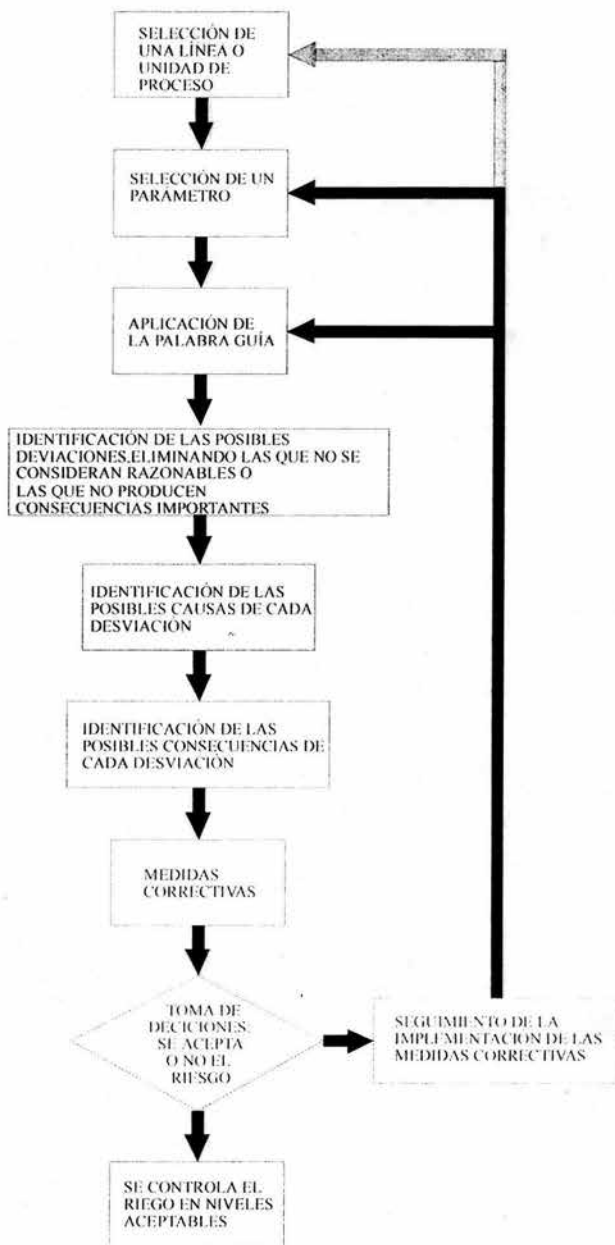 SELECCIÓN DE
UNA LÍNEA O
UNIDAD DE
PROCESO
SELECCIÓN DE UN
PARÁMETRO
APLICACIÓN DE
LA PALABRA GUÍA
IDENTIFICACIÓN DE LAS POSIBLES
DEVIACIONES,ELIMINANDO LAS QUE NO SE
CONSIDERAN RAZONABLES O
LAS QUE NO PRODUCEN
CONSECUENCIAS IMPORTANTES
IDENTIFICACIÓN DE LAS
POSIBLES CAUSAS DE CADA
DESVIACIÓN
IDENTIFICACIÓN DE LAS
POSIBLES CONSECUENCIAS DE
CADA DESVIACIÓN
MEDIDAS
CORRECTIVAS
TOMA DE
DECICIONES:
SE ACEPTA
O NO EL
RIESGO
SEGUIMIENTO DE LA
IMPLEMENTACIÓN DE LAS
MEDIDAS CORRECTIVAS
SE CONTROLA EL
RIEGO EN NIVELES
ACEPTABLES